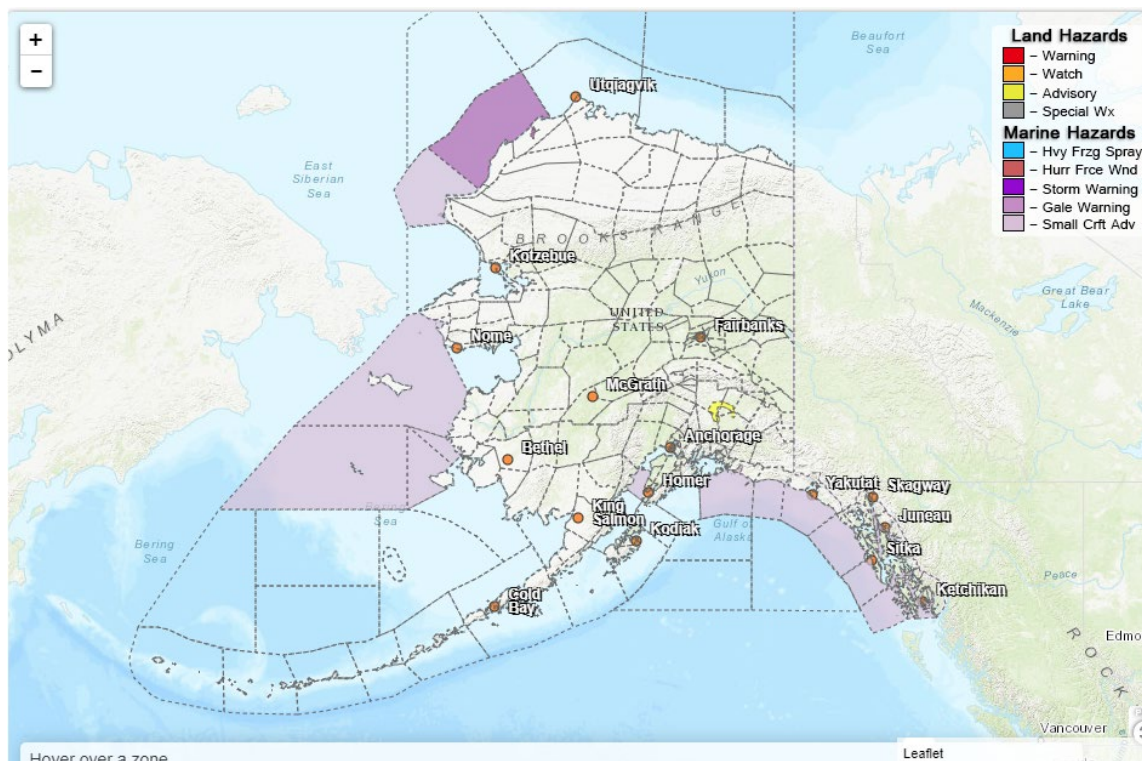 +
−
Land Hazards
– Warning
– Watch
– Advisory
– Special Wx
Marine Hazards
– Hvy Frzg Spray
– Hurr Frce Wnd
– Storm Warning
– Gale Warning
– Small Crft Adv
Beaufort
Sea
Utqiagvik
East
Siberian
Sea
BROOKS RANGE
Kotzebue
Yukon
Great Bear
Lake
Mackenzie
OLYMA
UNITED
STATES
Fairbanks
Nome
McGrath
Anchorage
Bethel
Homer
Yakutat
Skagway
King
Salmon
Kodiak
Juneau
Sea
Gulf of
Alaska
Bering
Sea
Sitka
Peace
Ketchikan
Cold
Bay
Edmo
ROCK
Vancouver
Hover over a zone
Leaflet